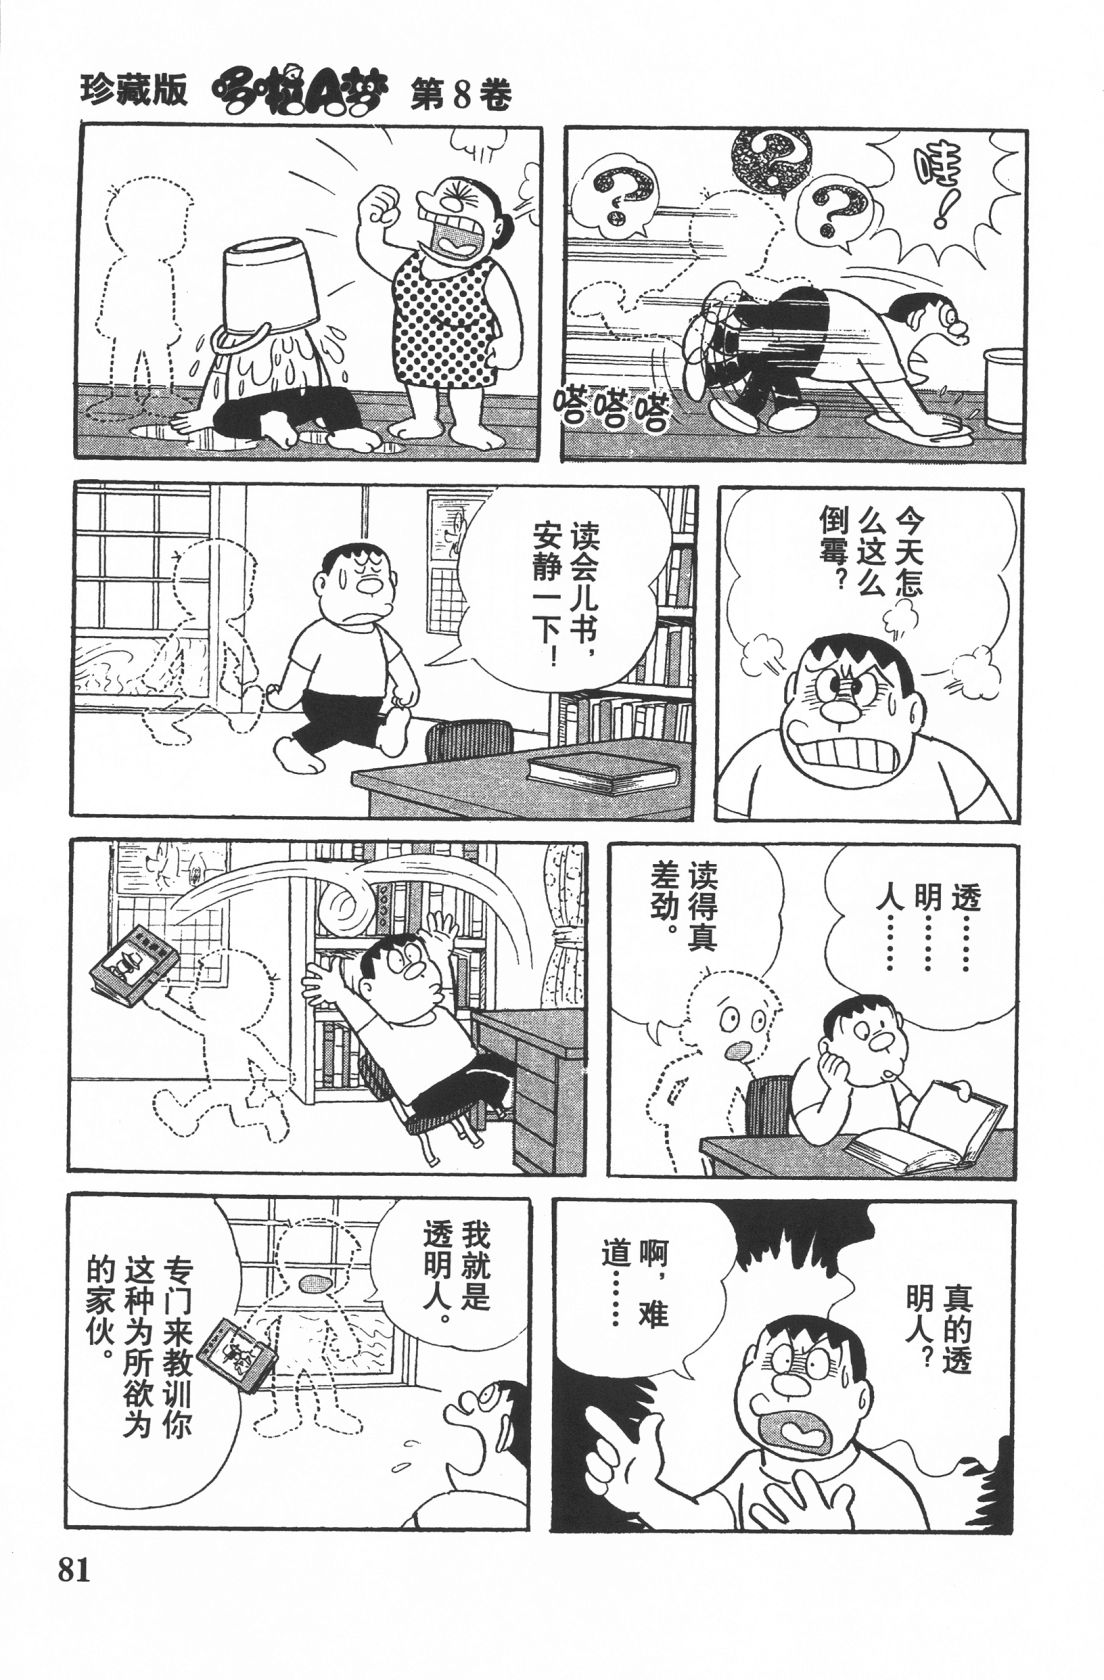 珍藏版 哆啦A梦 第8卷
哇！
嗒嗒嗒
今天怎
么这么
倒霉？
读会儿书，
安静一下！
透……
明……
人……
读得真
差劲。
真的透
明人？
啊，难
道……
我就是
透明人。
专门来教训你
这种为所欲为
的家伙。
81